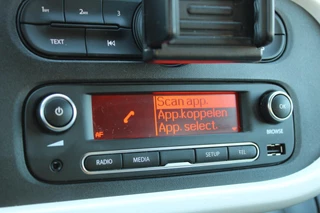 TEXT
Scan app.
App.koppelen
App.select.
AF
OK
BROWSE
RADIO
MEDIA
SETUP
TEL